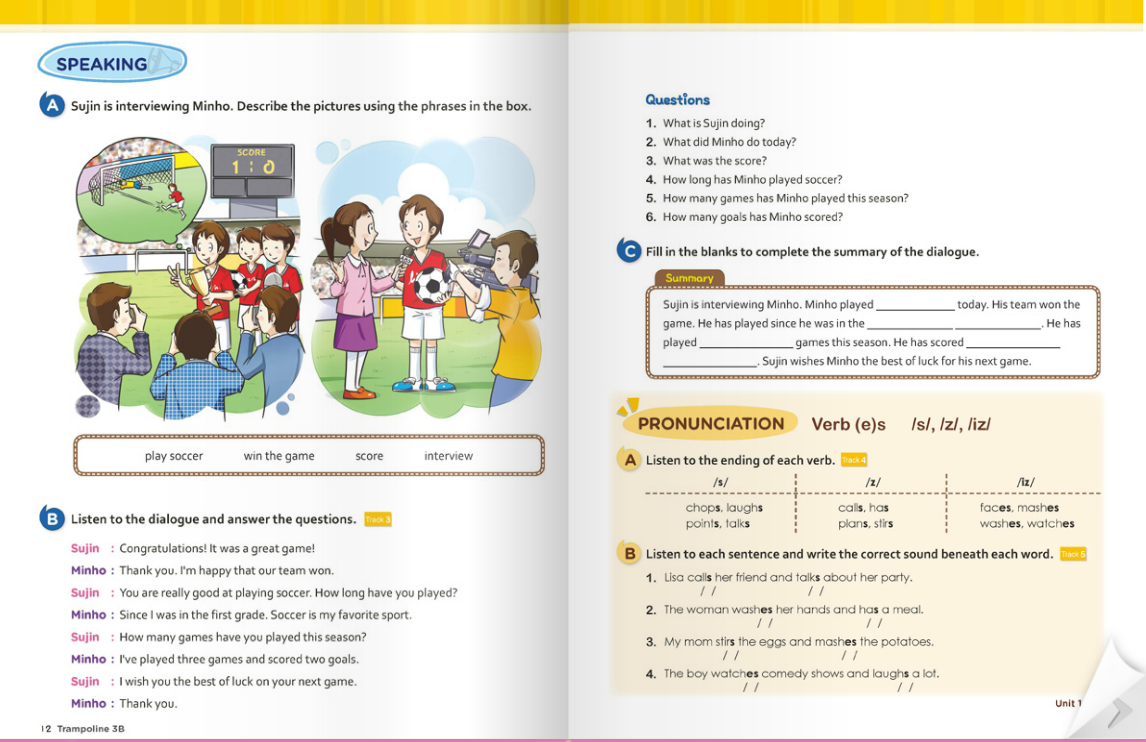 SPEAKING
A Sujin is interviewing Minho. Describe the pictures using the phrases in the box.
SCORE
1 : 0
play soccer win the game score interview
B Listen to the dialogue and answer the questions. Track 3
Sujin : Congratulations! It was a great game!
Minho : Thank you. I'm happy that our team won.
Sujin : You are really good at playing soccer. How long have you played?
Minho : Since I was in the first grade. Soccer is my favorite sport.
Sujin : How many games have you played this season?
Minho : I've played three games and scored two goals.
Sujin : I wish you the best of luck on your next game.
Minho : Thank you.
12 Trampoline 3B
Questions
1. What is Sujin doing?
2. What did Minho do today?
3. What was the score?
4. How long has Minho played soccer?
5. How many games has Minho played this season?
6. How many goals has Minho scored?
C Fill in the blanks to complete the summary of the dialogue.
Summary
Sujin is interviewing Minho. Minho played ____________ today. His team won the
game. He has played since he was in the ____________ ____________. He has
played ____________ games this season. He has scored ____________
____________. Sujin wishes Minho the best of luck for his next game.
PRONUNCIATION Verb (e)s /s/, /z/, /iz/
A Listen to the ending of each verb. Track 4
/s/ /z/ /iz/
chops, laughs calls, has faces, mashes
points, talks plans, stirs washes, watches
B Listen to each sentence and write the correct sound beneath each word. Track 5
1. Lisa calls her friend and talks about her party.
/ / / /
2. The woman washes her hands and has a meal.
/ / / /
3. My mom stirs the eggs and mashes the potatoes.
/ / / /
4. The boy watches comedy shows and laughs a lot.
/ / / /
Unit 1